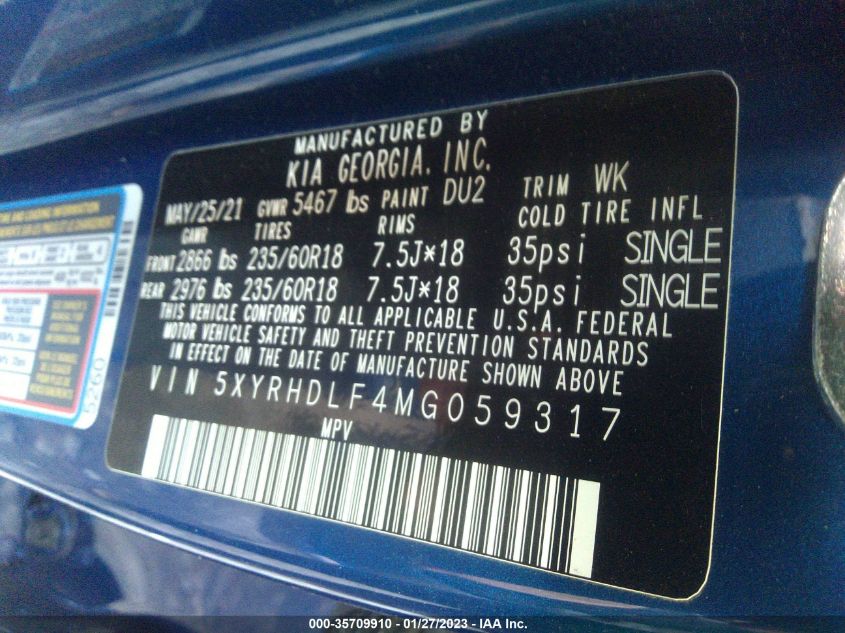 MANUFACTURED BY
KIA GEORGIA, INC.
MAY/25/21 GVWR 5467 lbs PAINT DU2 TRIM WK
GAWR TIRES RIMS COLD TIRE INFL
FRONT 2866 lbs 235/60R18 7.5J*18 35psi SINGLE
REAR 2976 lbs 235/60R18 7.5J*18 35psi SINGLE
THIS VEHICLE CONFORMS TO ALL APPLICABLE U.S.A. FEDERAL
MOTOR VEHICLE SAFETY AND THEFT PREVENTION STANDARDS
IN EFFECT ON THE DATE OF MANUFACTURE SHOWN ABOVE
VIN 5XYRHDLF4MG059317
MPV
5260
000-35709910 - 01/27/2023 - IAA Inc.